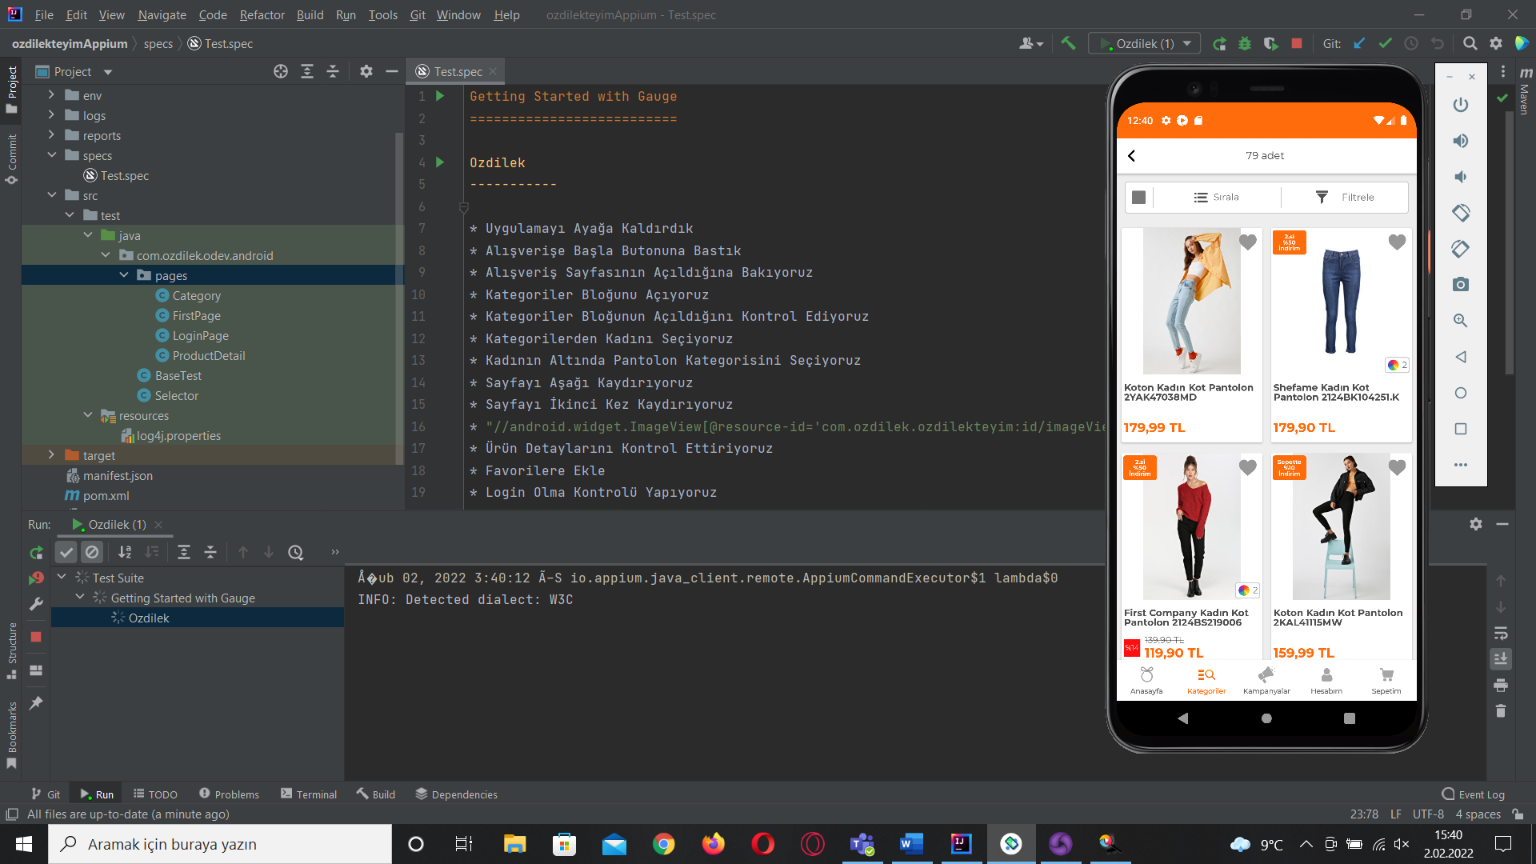 File Edit View Navigate Code Refactor Build Run Tools Git Window Help ozdilekteyimAppium - Test.spec
ozdilekteyimAppium specs Test.spec
Ozdilek (1) Git:
Project
Test.spec
Project
Commit
Structure
Bookmarks
Maven
env
logs
reports
specs
Test.spec
src
test
java
com.ozdilek.odev.android
pages
Category
FirstPage
LoginPage
ProductDetail
BaseTest
Selector
resources
log4j.properties
target
manifest.json
pom.xml
1 Getting Started with Gauge
2 ==========================
3
4 Ozdilek
5 -----------
6
7 * Uygulamayı Ayağa Kaldırdık
8 * Alışverişe Başla Butonuna Bastık
9 * Alışveriş Sayfasının Açıldığına Bakıyoruz
10 * Kategoriler Bloğunu Açıyoruz
11 * Kategoriler Bloğunun Açıldığını Kontrol Ediyoruz
12 * Kategorilerden Kadını Seçiyoruz
13 * Kadının Altında Pantolon Kategorisini Seçiyoruz
14 * Sayfayı Aşağı Kaydırıyoruz
15 * Sayfayı İkinci Kez Kaydırıyoruz
16 * "//android.widget.ImageView[@resource-id='com.ozdilek.ozdilekteyim:id/imageVie
17 * Ürün Detaylarını Kontrol Ettiriyoruz
18 * Favorilere Ekle
19 * Login Olma Kontrolü Yapıyoruz
12:40
79 adet
Sırala Filtrele
2.si %50 İndirim
2
Koton Kadın Kot Pantolon 2YAK47038MD
179,99 TL
Shefame Kadın Kot Pantolon 2124BK104251.K
179,90 TL
2.si %50 İndirim
Sepette %10 İndirim
2
First Company Kadın Kot Pantolon 2124BS219006
139,90 TL
%14
119,90 TL
Koton Kadın Kot Pantolon 2KAL41115MW
159,99 TL
Anasayfa Kategoriler Kampanyalar Hesabım Sepetim
Run: Ozdilek (1)
Test Suite
Getting Started with Gauge
Ozdilek
Å�ub 02, 2022 3:40:12 Ã–S io.appium.java_client.remote.AppiumCommandExecutor$1 lambda$0
INFO: Detected dialect: W3C
Git Run TODO Problems Terminal Build Dependencies Event Log
All files are up-to-date (a minute ago) 23:78 LF UTF-8 4 spaces
Aramak için buraya yazın
9°C
15:40
2.02.2022